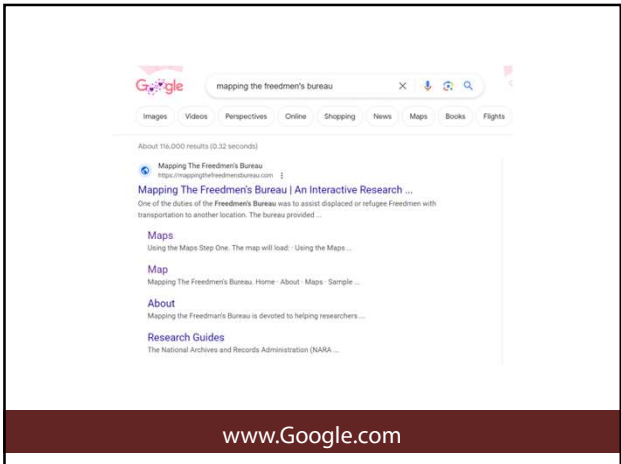 Google
mapping the freedmen's bureau
Images Videos Perspectives Online Shopping News Maps Books Flights
About 116,000 results (0.32 seconds)
Mapping The Freedmen's Bureau
https://mappingthefreedmensbureau.com
Mapping The Freedmen's Bureau | An Interactive Research ...
One of the duties of the Freedmen's Bureau was to assist displaced or refugee Freedmen with
transportation to another location. The bureau provided ...
Maps
Using the Maps Step One. The map will load: · Using the Maps ...
Map
Mapping The Freedmen's Bureau. Home · About · Maps · Sample ...
About
Mapping the Freedman's Bureau is devoted to helping researchers ...
Research Guides
The National Archives and Records Administration (NARA ...
www.Google.com